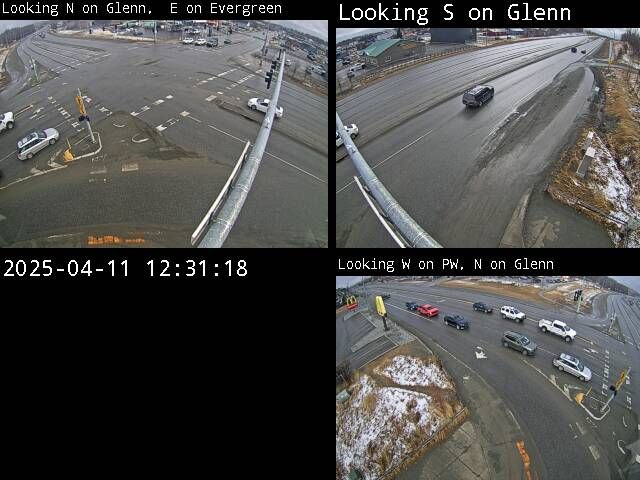 Looking N on Glenn,  E on Evergreen
Looking S on Glenn
2025-04-11 12:31:18
Looking W on PW, N on Glenn